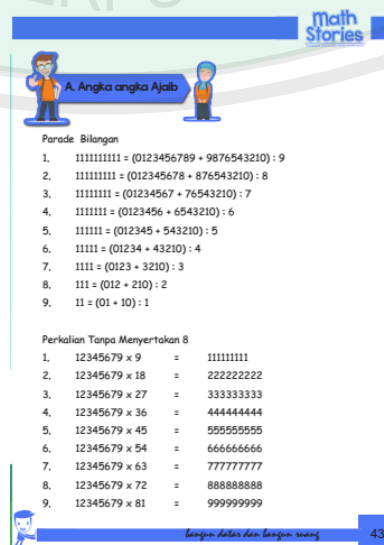 Math
Stories
A. Angka angka Ajaib
Parade Bilangan
1. 1111111111 = (0123456789 + 9876543210) : 9
2. 111111111 = (012345678 + 876543210) : 8
3. 11111111 = (01234567 + 76543210) : 7
4. 1111111 = (0123456 + 6543210) : 6
5. 111111 = (012345 + 543210) : 5
6. 11111 = (01234 + 43210) : 4
7. 1111 = (0123 + 3210) : 3
8. 111 = (012 + 210) : 2
9. 11 = (01 + 10) : 1
Perkalian Tanpa Menyertakan 8
1. 12345679 x 9 = 111111111
2. 12345679 x 18 = 222222222
3. 12345679 x 27 = 333333333
4. 12345679 x 36 = 444444444
5. 12345679 x 45 = 555555555
6. 12345679 x 54 = 666666666
7. 12345679 x 63 = 777777777
8. 12345679 x 72 = 888888888
9. 12345679 x 81 = 999999999
bangun datar dan bangun ruang 43